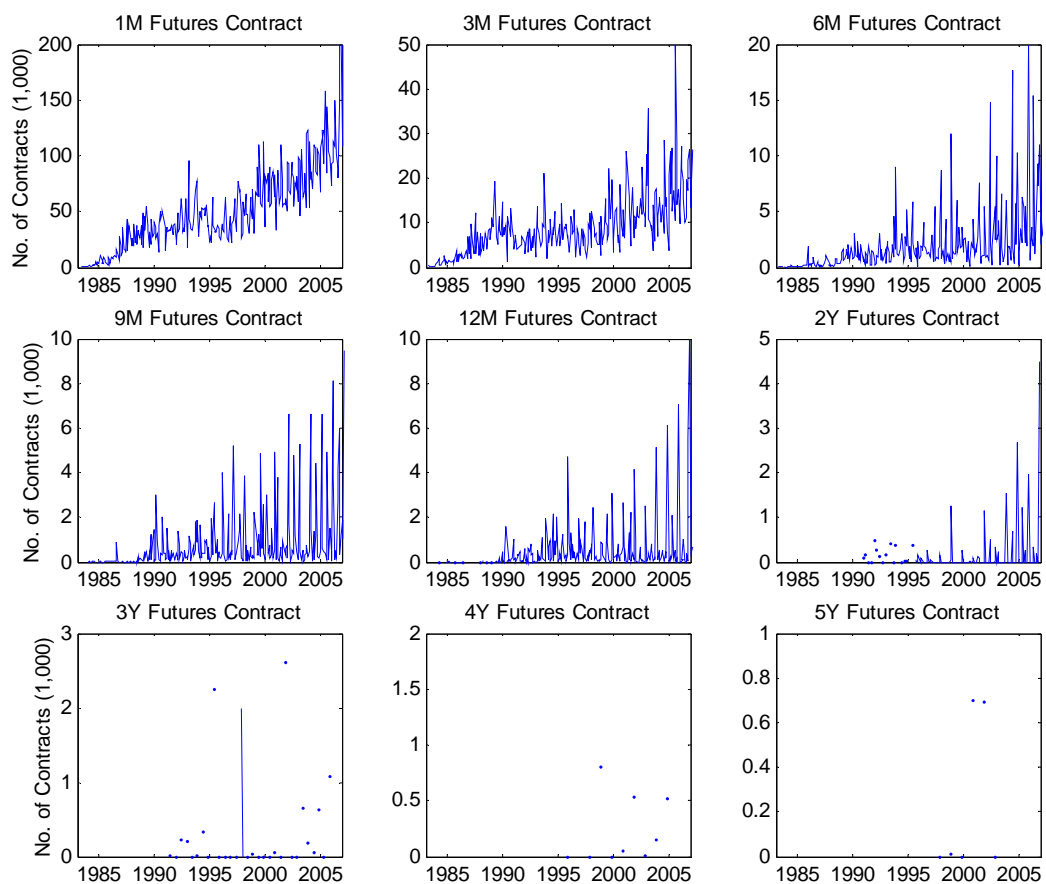 1M Futures Contract
3M Futures Contract
6M Futures Contract
No. of Contracts (1,000)
200
150
100
50
0
1985 1990 1995 2000 2005
50
40
30
20
10
0
1985 1990 1995 2000 2005
20
15
10
5
0
1985 1990 1995 2000 2005
9M Futures Contract
12M Futures Contract
2Y Futures Contract
No. of Contracts (1,000)
10
8
6
4
2
0
1985 1990 1995 2000 2005
10
8
6
4
2
0
1985 1990 1995 2000 2005
5
4
3
2
1
0
1985 1990 1995 2000 2005
3Y Futures Contract
4Y Futures Contract
5Y Futures Contract
No. of Contracts (1,000)
3
2
1
0
1985 1990 1995 2000 2005
2
1.5
1
0.5
0
1985 1990 1995 2000 2005
1
0.8
0.6
0.4
0.2
0
1985 1990 1995 2000 2005